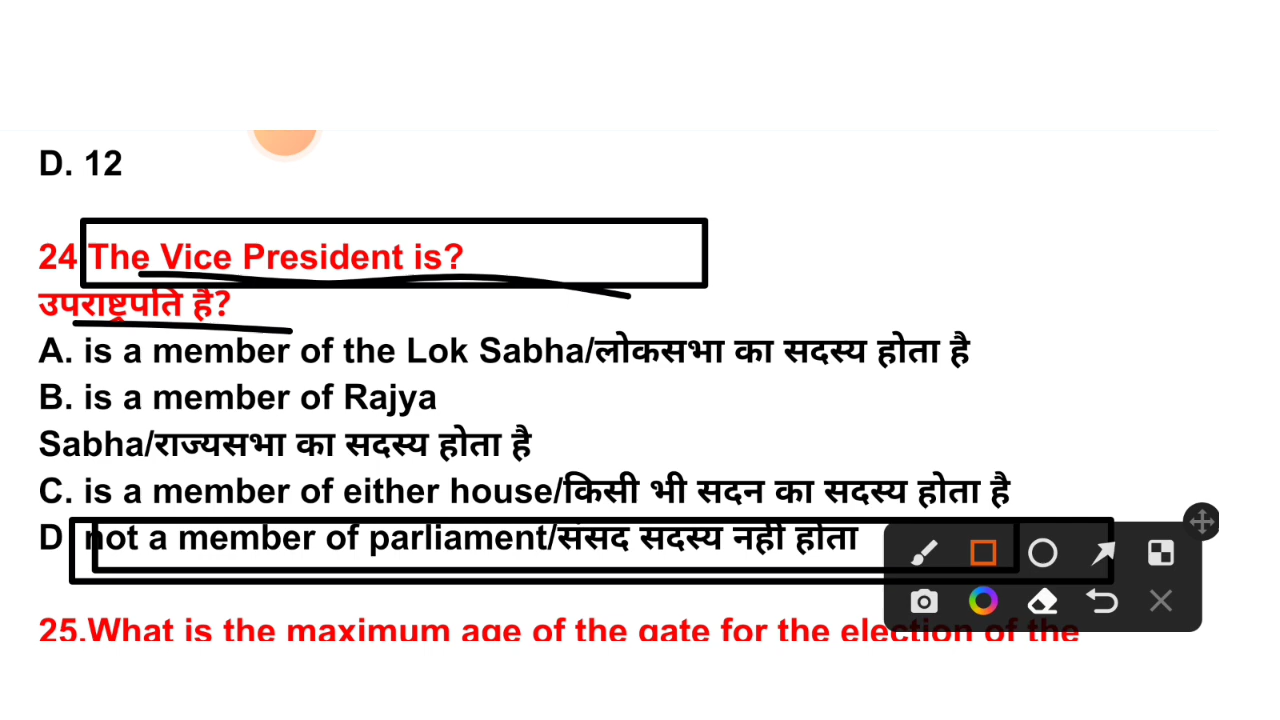 D. 12
24 The Vice President is?
उपराष्ट्रपति है?
A. is a member of the Lok Sabha/लोकसभा का सदस्य होता है
B. is a member of Rajya
Sabha/राज्यसभा का सदस्य होता है
C. is a member of either house/किसी भी सदन का सदस्य होता है
D not a member of parliament/संसद सदस्य नहीं होता
25.What is the maximum age of the gate for the election of the